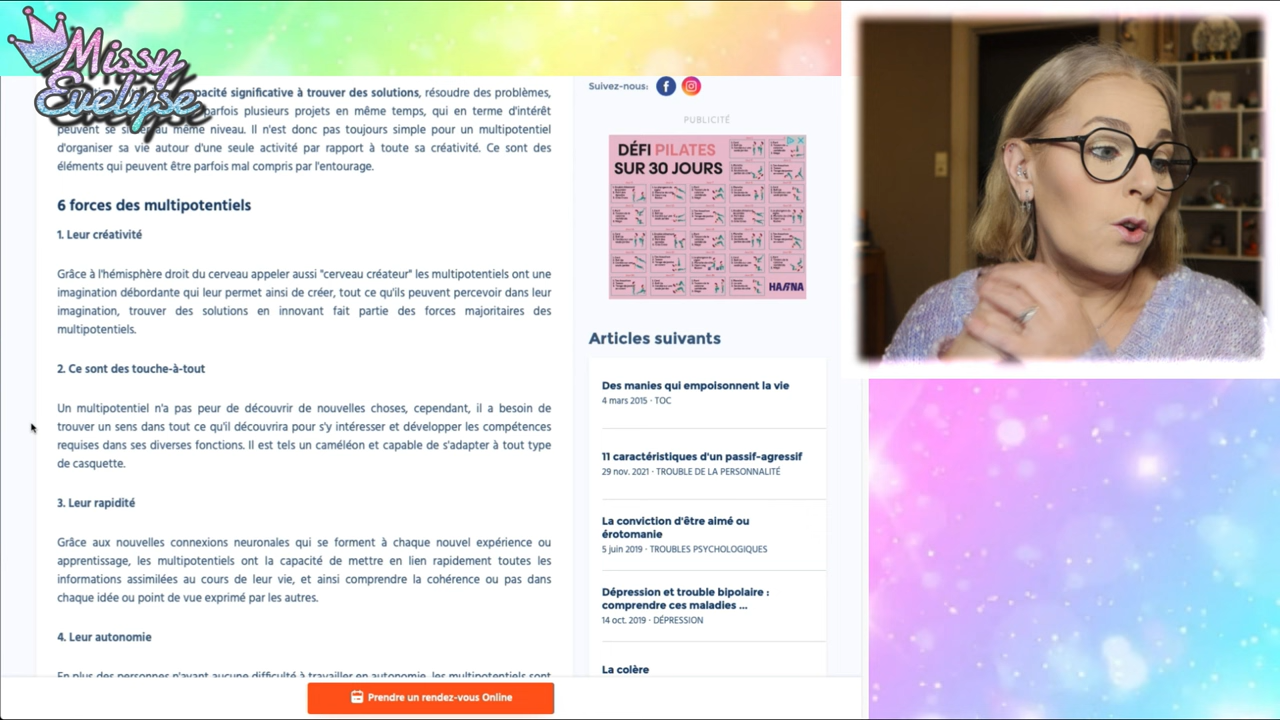 Missy
Evelyse
pacité significative à trouver des solutions, résoudre des problèmes,
parfois plusieurs projets en même temps, qui en terme d'intérêt
peuvent se au même niveau. Il n'est donc pas toujours simple pour un multipotentiel
d'organiser sa vie autour d'une seule activité par rapport à toute sa créativité. Ce sont des
éléments qui peuvent être parfois mal compris par l'entourage.
6 forces des multipotentiels
1. Leur créativité
Grâce à l'hémisphère droit du cerveau appeler aussi "cerveau créateur" les multipotentiels ont une
imagination débordante qui leur permet ainsi de créer, tout ce qu'ils peuvent percevoir dans leur
imagination, trouver des solutions en innovant fait partie des forces majoritaires des
multipotentiels.
2. Ce sont des touche-à-tout
Un multipotentiel n'a pas peur de découvrir de nouvelles choses, cependant, il a besoin de
trouver un sens dans tout ce qu'il découvrira pour s'y intéresser et développer les compétences
requises dans ses diverses fonctions. Il est tels un caméléon et capable de s'adapter à tout type
de casquette.
3. Leur rapidité
Grâce aux nouvelles connexions neuronales qui se forment à chaque nouvel expérience ou
apprentissage, les multipotentiels ont la capacité de mettre en lien rapidement toutes les
informations assimilées au cours de leur vie, et ainsi comprendre la cohérence ou pas dans
chaque idée ou point de vue exprimé par les autres.
4. Leur autonomie
En plus des personnes n'ayant aucune difficulté à travailler en autonomie, les multipotentiels sont
Prendre un rendez-vous Online
Suivez-nous:
PUBLICITÉ
DÉFI PILATES
SUR 30 JOURS
Articles suivants
Des manies qui empoisonnent la vie
4 mars 2015 · TOC
11 caractéristiques d'un passif-agressif
29 nov. 2021 · TROUBLE DE LA PERSONNALITÉ
La conviction d'être aimé ou
érotomanie
5 juin 2019 · TROUBLES PSYCHOLOGIQUES
Dépression et trouble bipolaire :
comprendre ces maladies ...
14 oct. 2019 · DÉPRESSION
La colère